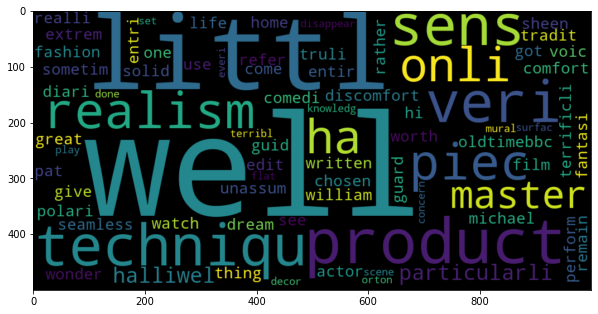 0
100
200
300
400
0
200
400
600
800
realli
extrem
entri
set
life
home
disappear
sens
sheen
tradit
littl
fashion
one
use
refer
truli
rather
onli
got
voic
sometim
solid
everi
come
entir
comfort
diari
done
realism
comedi
discomfort
knowledg
veri
hi
ha
terribl
great
well
guid
written
worth
oldtimebbc
mural
surfac
terrificli
fantasi
play
pat
edit
flat
chosen
guard
piec
film
give
unassum
william
concern
master
polari
seamless
watch
dream
see
michael
perform
remain
techniqu
product
wonder
halliwel
thing
decor
actor
scene
orton
particularli